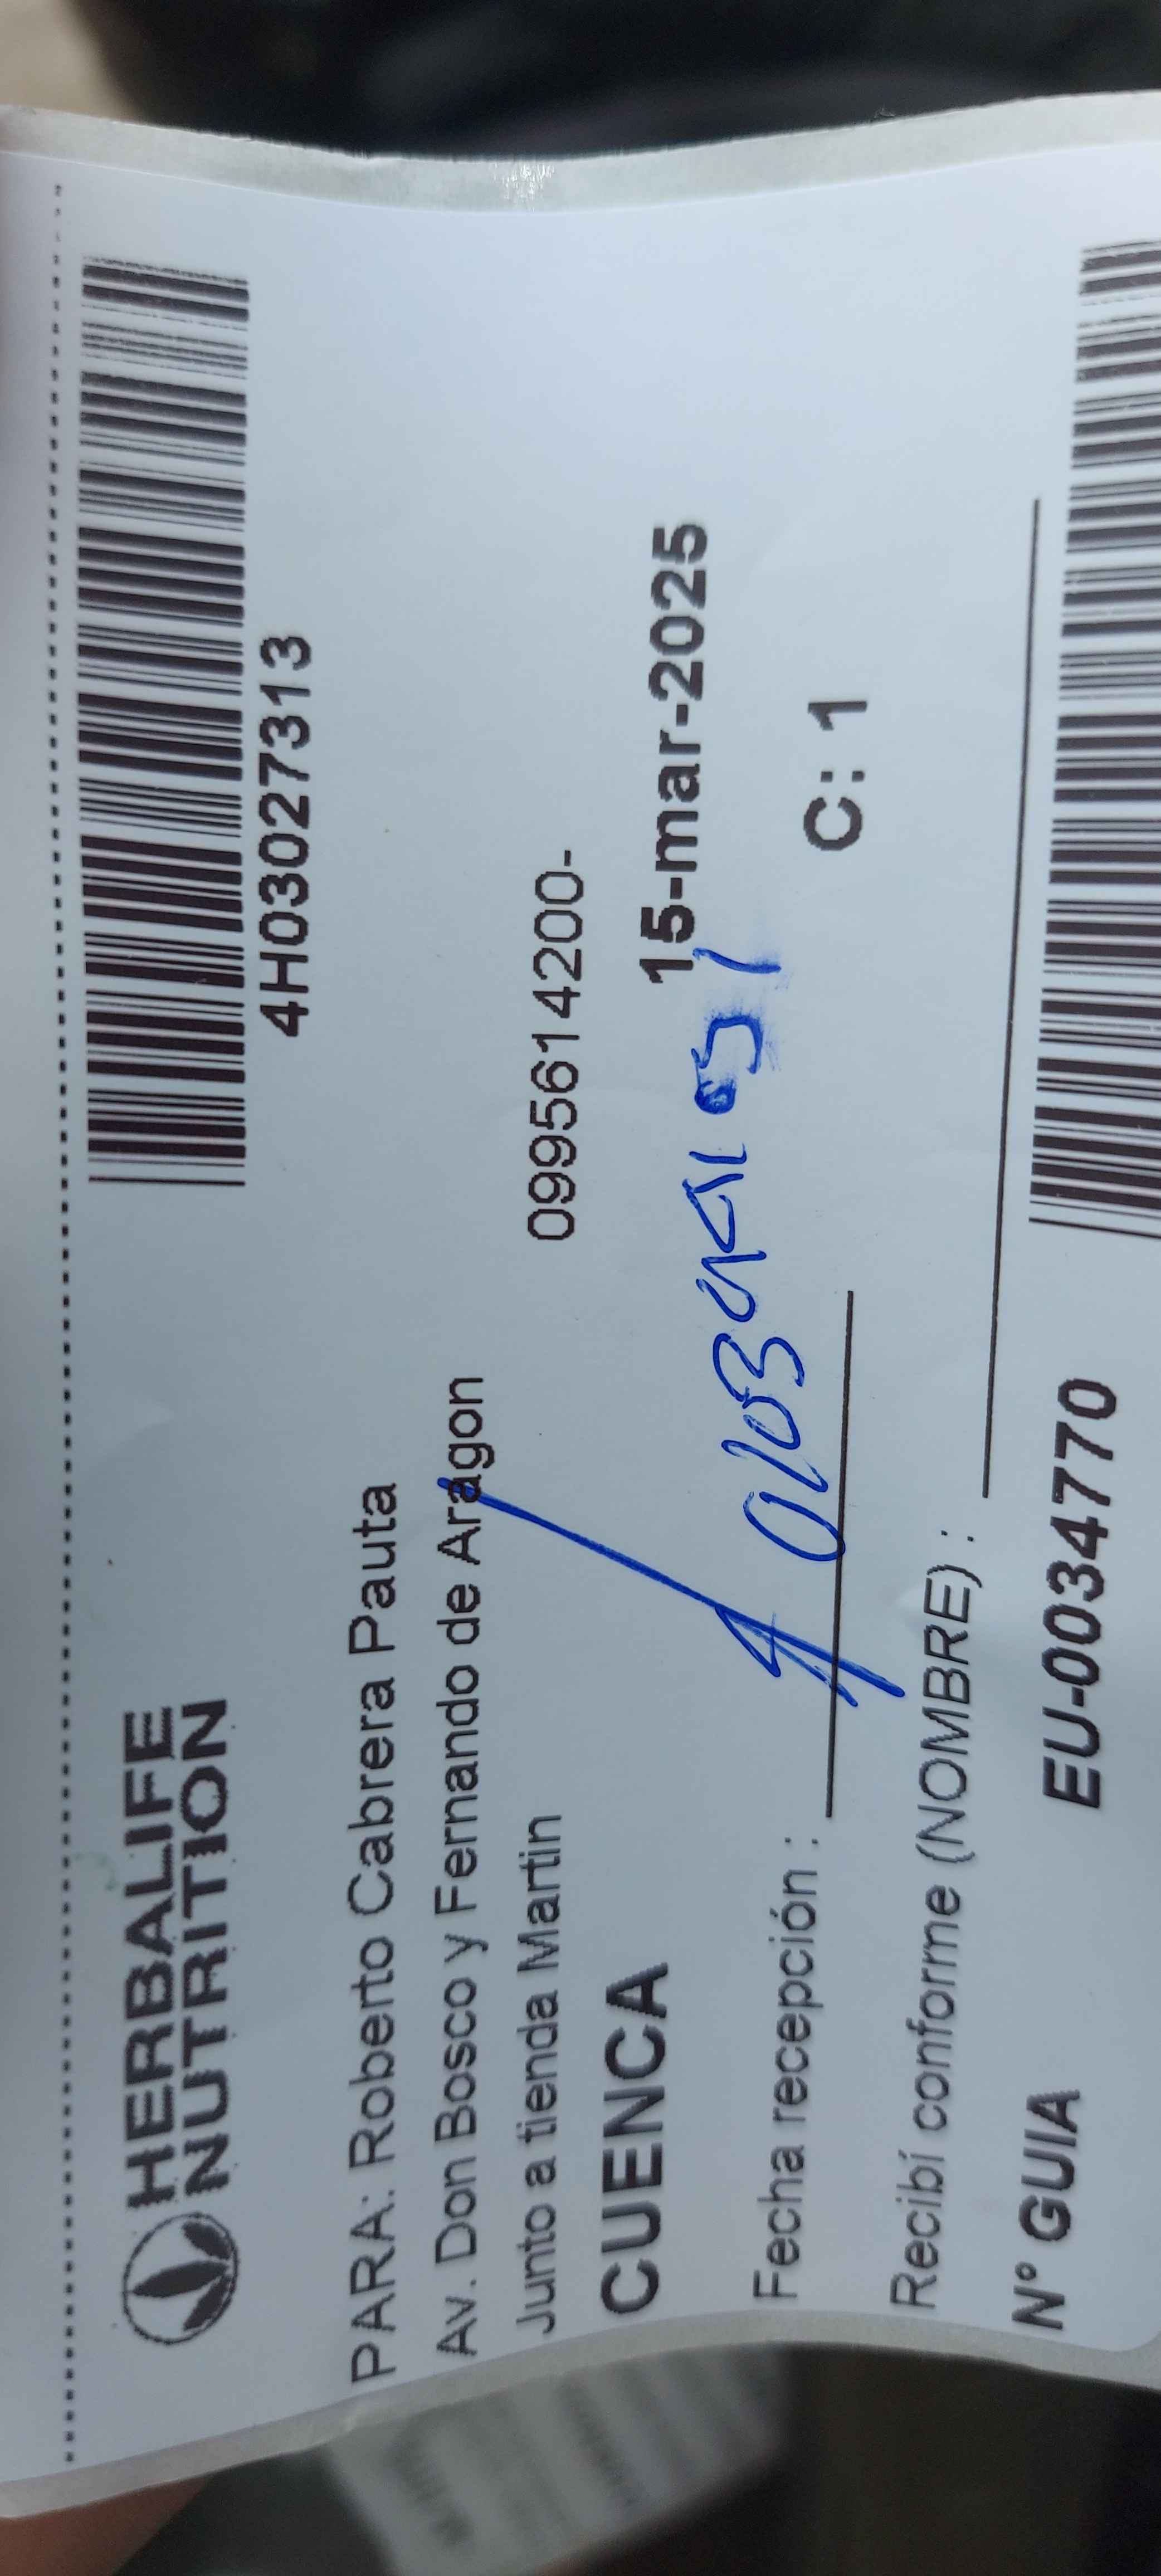 HERBALIFE
NUTRITION
4H03027313
PARA: Roberto Cabrera Pauta
Av. Don Bosco y Fernando de Aragon
Junto a tienda Martin
0995614200-
CUENCA
15-mar-2025
Fecha recepción :
C: 1
Recibí conforme (NOMBRE) :
N° GUIA
EU-0034770